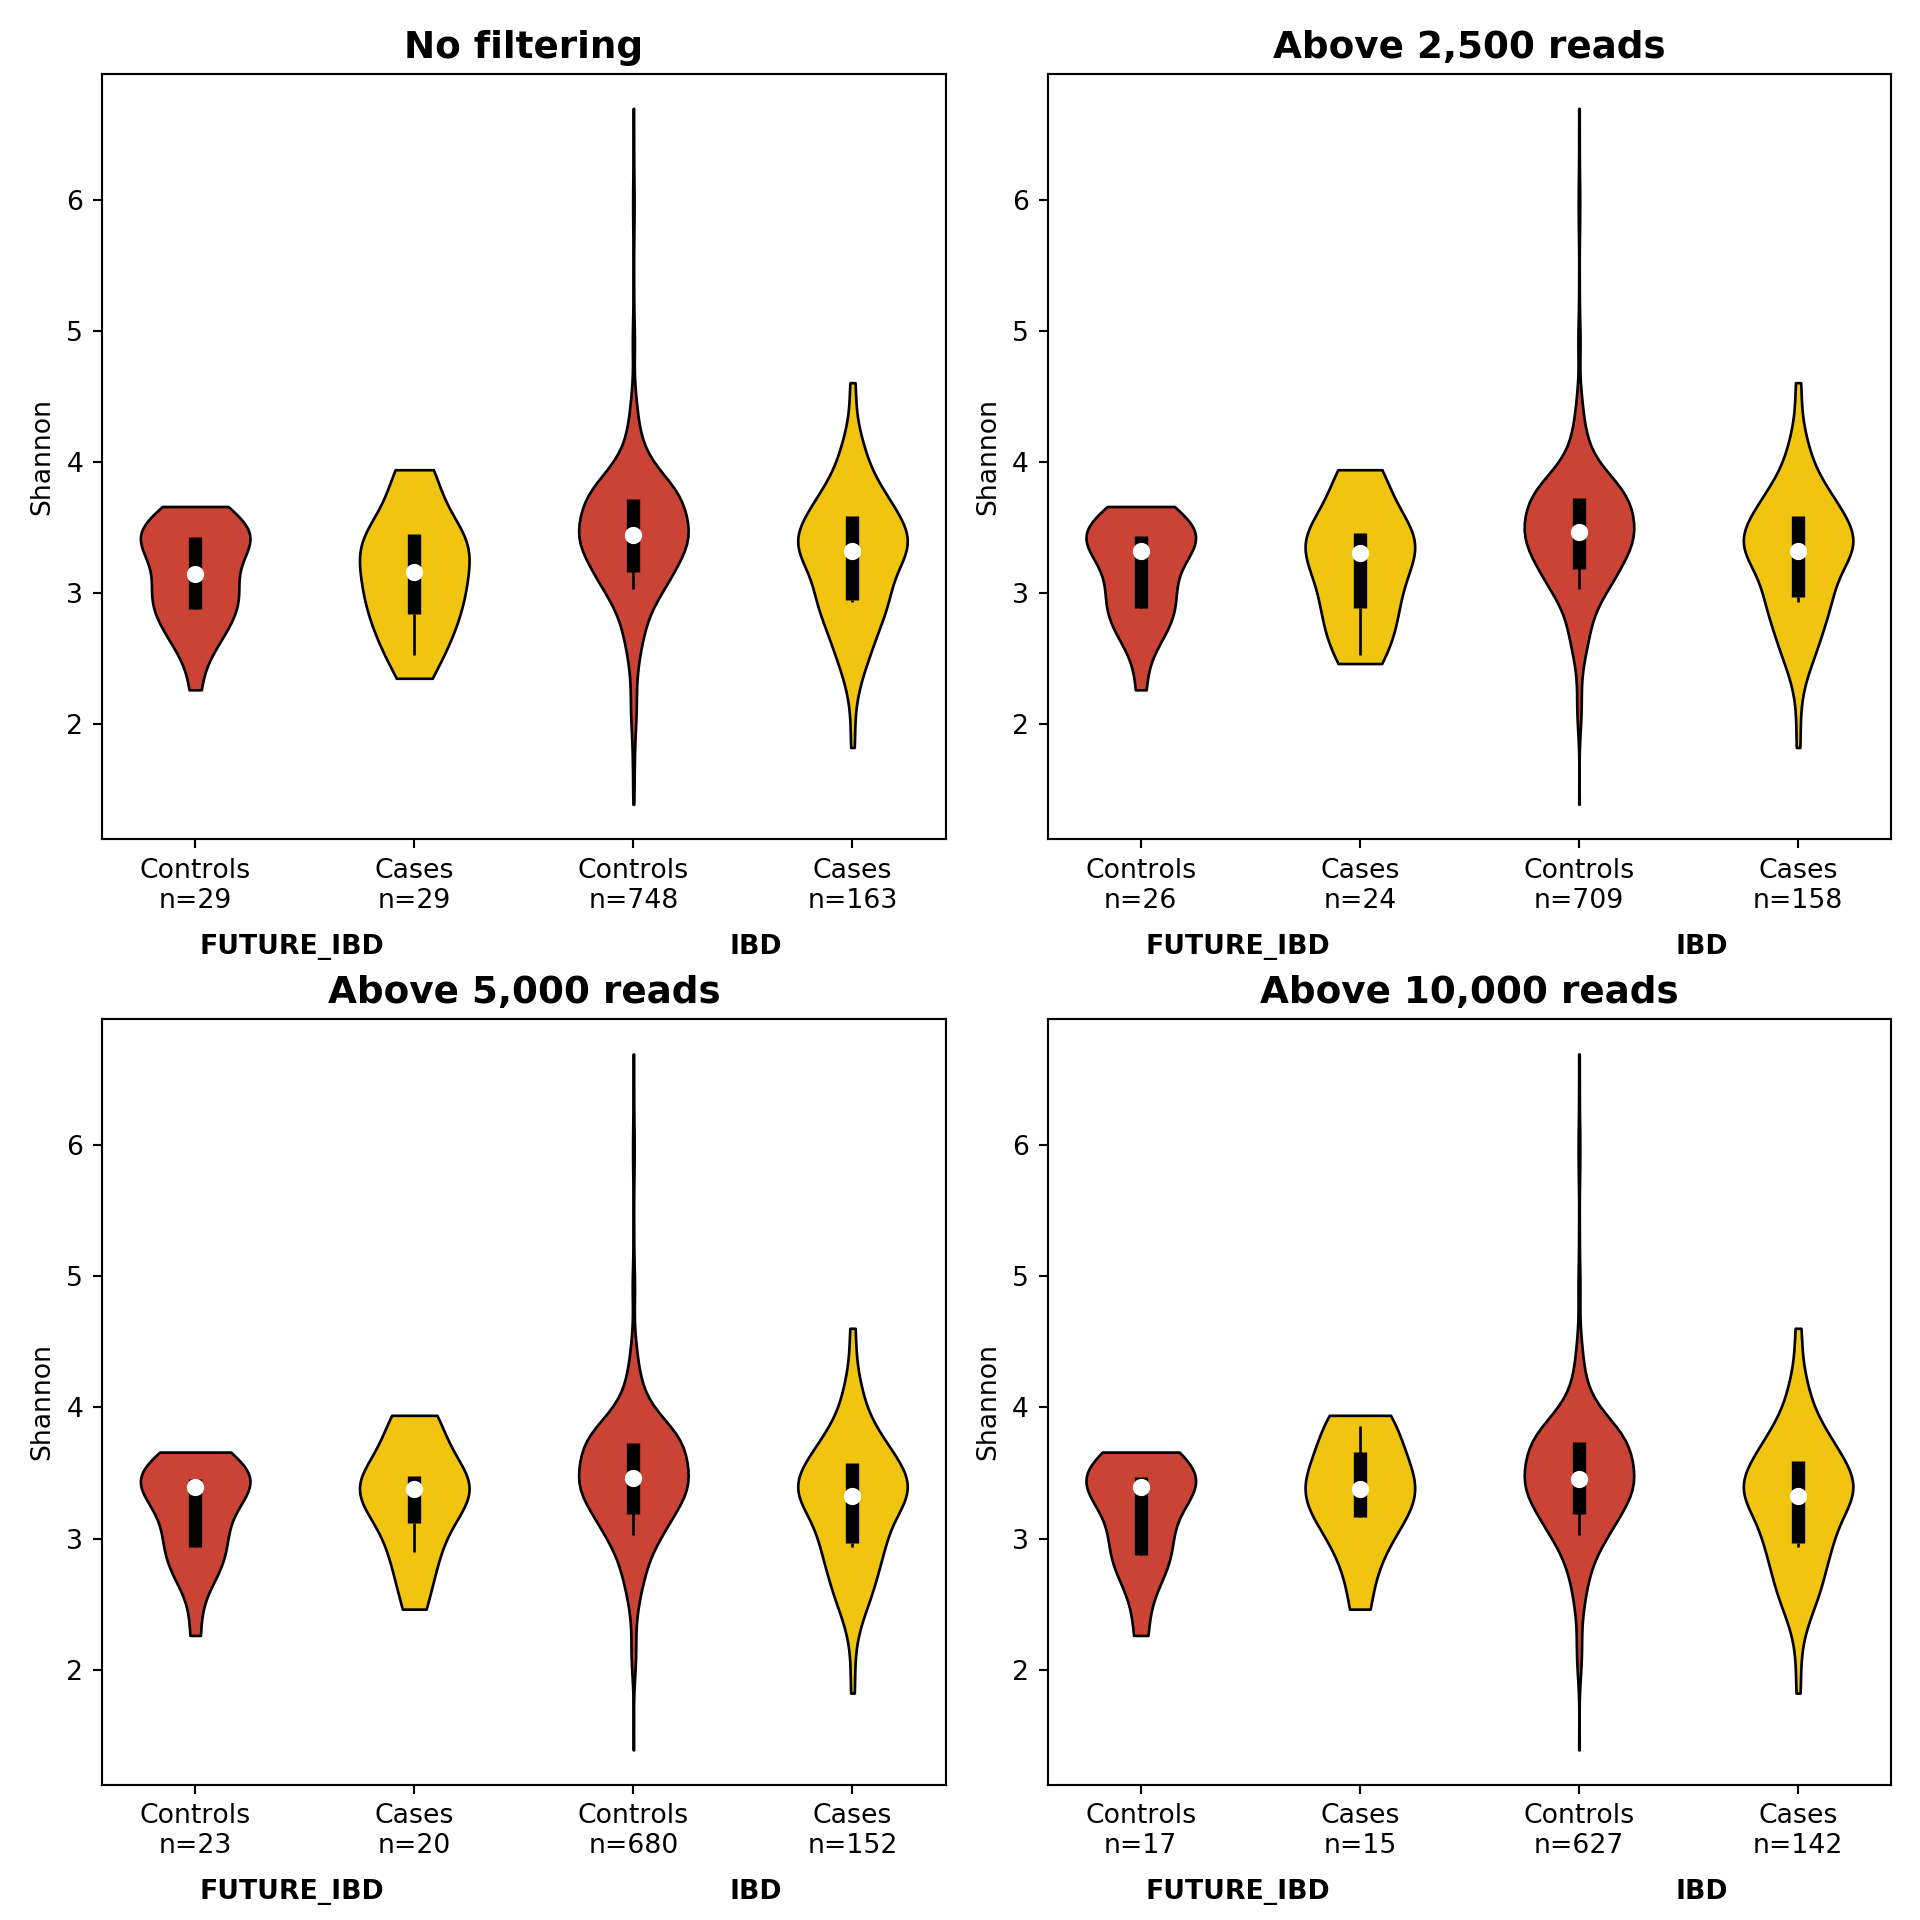 No filtering
Shannon
6
5
4
3
2
Controls Cases Controls Cases
n=29 n=29 n=748 n=163
FUTURE_IBD IBD
Above 2,500 reads
Shannon
6
5
4
3
2
Controls Cases Controls Cases
n=26 n=24 n=709 n=158
FUTURE_IBD IBD
Above 5,000 reads
Shannon
6
5
4
3
2
Controls Cases Controls Cases
n=23 n=20 n=680 n=152
FUTURE_IBD IBD
Above 10,000 reads
Shannon
6
5
4
3
2
Controls Cases Controls Cases
n=17 n=15 n=627 n=142
FUTURE_IBD IBD